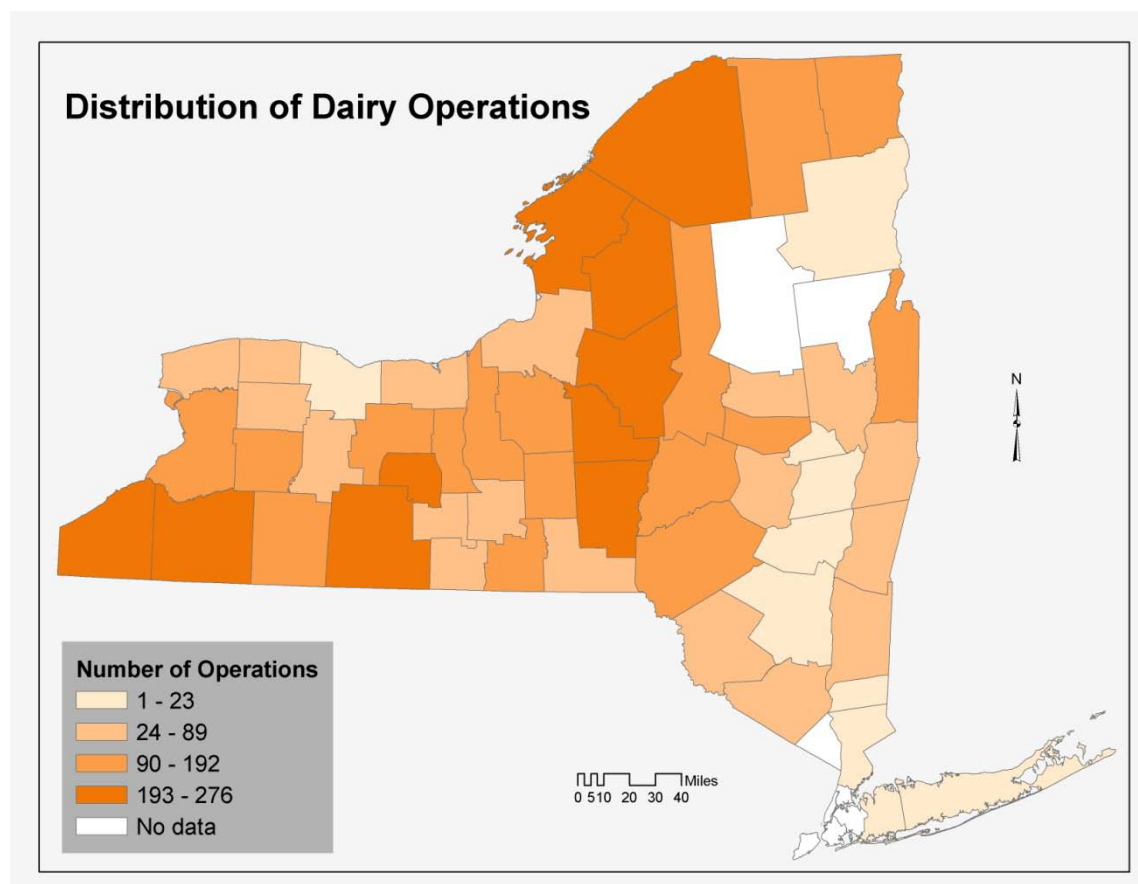 Distribution of Dairy Operations
N
Number of Operations
1 - 23
24 - 89
90 - 192
193 - 276
No data
Miles
0 5 10 20 30 40